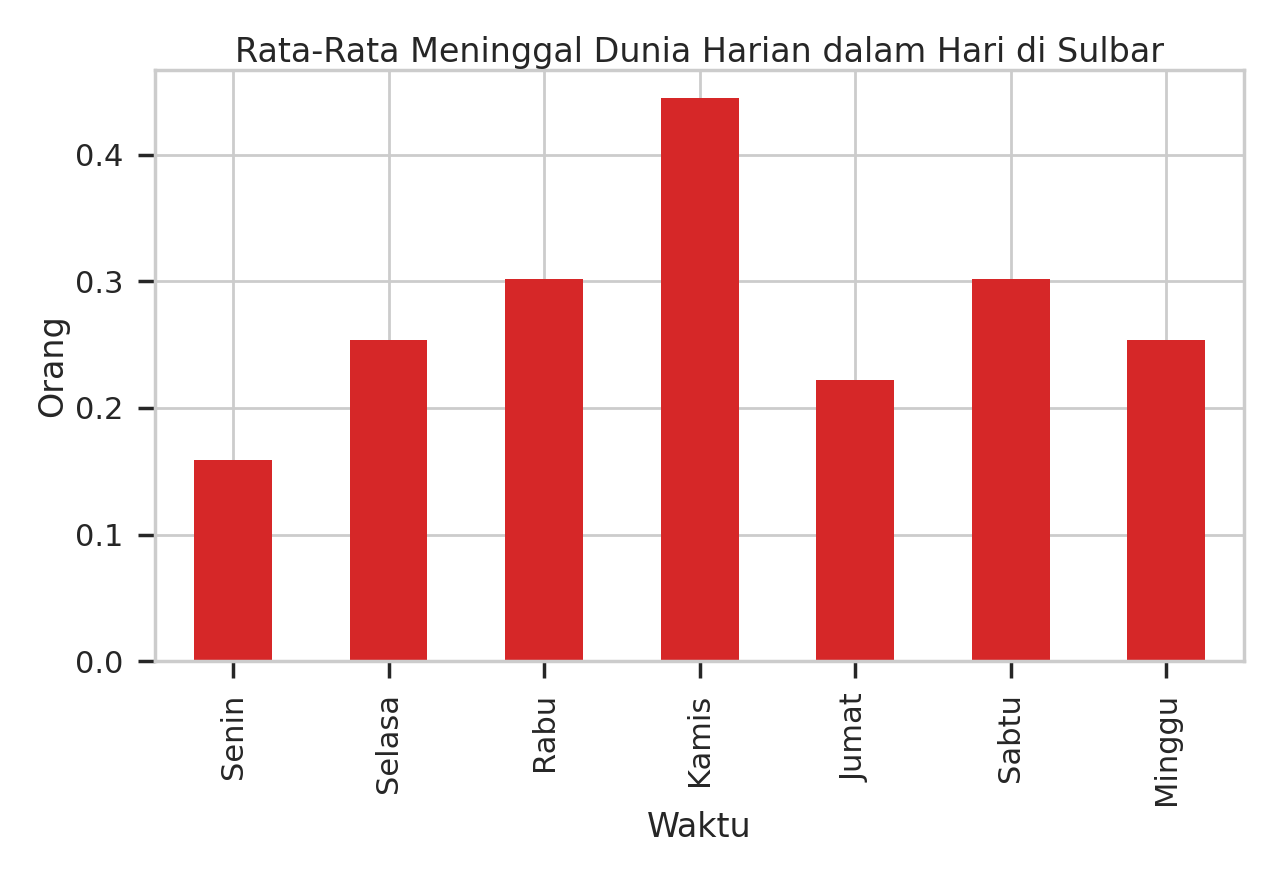 Rata-Rata Meninggal Dunia Harian dalam Hari di Sulbar
Orang
0.4
0.3
0.2
0.1
0.0
Senin
Selasa
Rabu
Kamis
Jumat
Sabtu
Minggu
Waktu